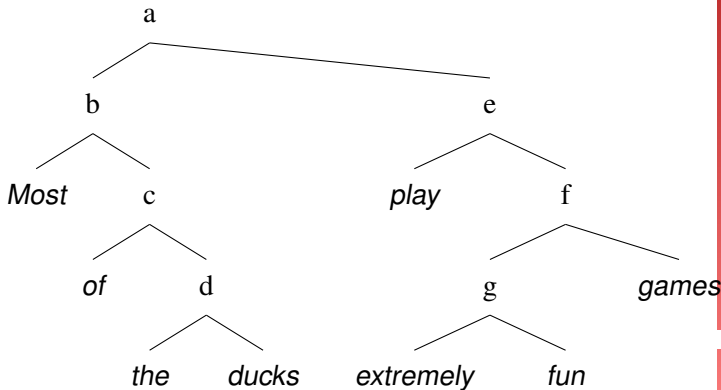 a
b e
Most c play f
of d g games
the ducks extremely fun